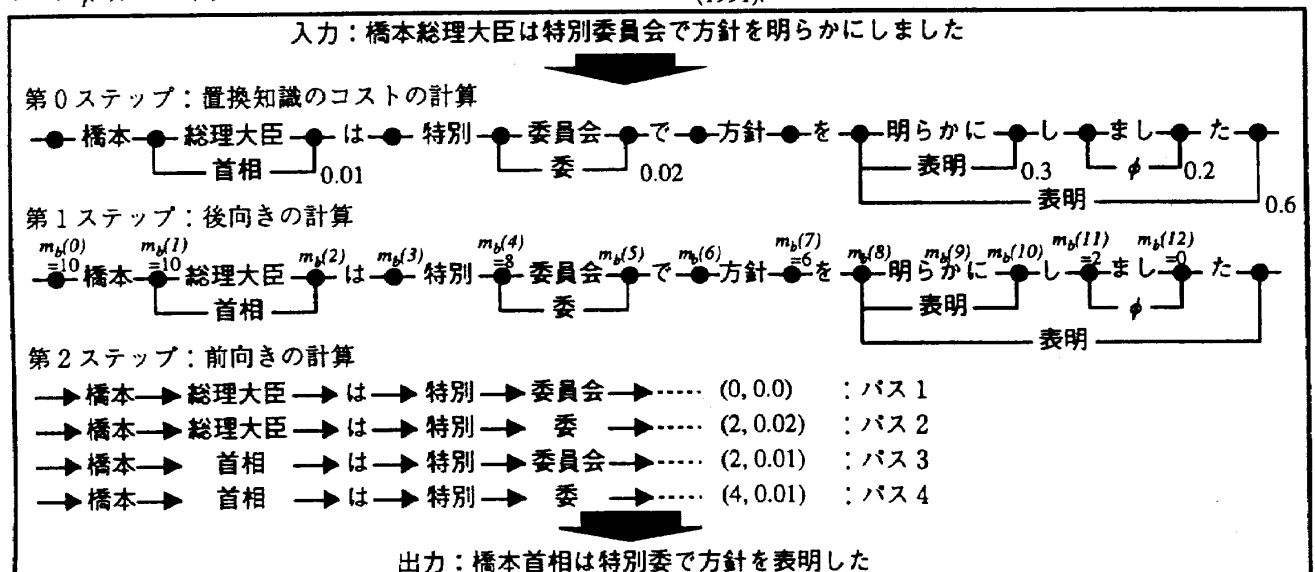 (1991).
入力：橋本総理大臣は特別委員会で方針を明らかにしました
第0ステップ：置換知識のコストの計算
橋本 総理大臣 は 特別 委員会 で 方針 を 明らかに し まし た
首相 0.01 委 0.02 表明 0.3 φ 0.2
表明 0.6
第1ステップ：後向きの計算
m_b(0) =10 m_b(1) =10 m_b(2) m_b(3) m_b(4) =8 m_b(5) m_b(6) m_b(7) =6 m_b(8) m_b(9) m_b(10) m_b(11) =2 m_b(12) =0
橋本 総理大臣 は 特別 委員会 で 方針 を 明らかに し まし た
首相 委 表明 φ
表明
第2ステップ：前向きの計算
橋本 総理大臣 は 特別 委員会 ····· (0, 0.0) ：パス1
橋本 総理大臣 は 特別 委 ····· (2, 0.02) ：パス2
橋本 首相 は 特別 委員会 ····· (2, 0.01) ：パス3
橋本 首相 は 特別 委 ····· (4, 0.01) ：パス4
出力：橋本首相は特別委で方針を表明した